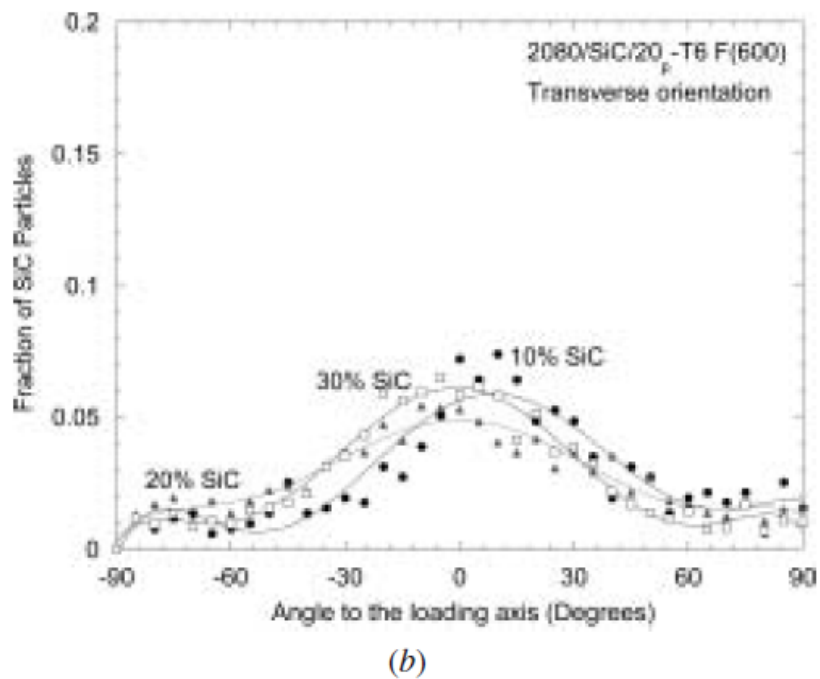 0.2
2080/SiC/20p-T6 F(600)
Transverse orientation
0.15
Fraction of SiC Particles
0.1
10% SiC
30% SiC
0.05
20% SiC
0
-90 -60 -30 0 30 60 90
Angle to the loading axis (Degrees)
(b)